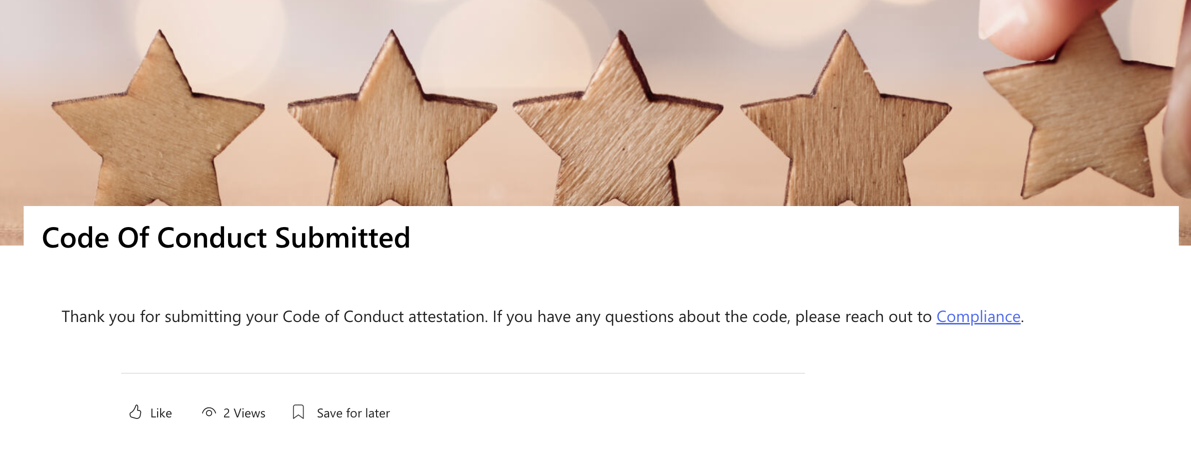 Code Of Conduct Submitted
Thank you for submitting your Code of Conduct attestation. If you have any questions about the code, please reach out to Compliance.
Like 2 Views Save for later